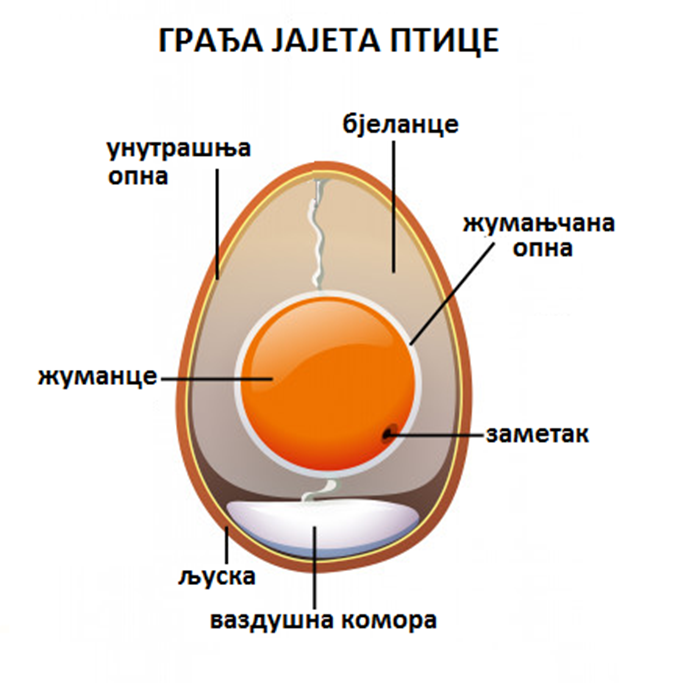 ГРАЂА ЈАЈЕТА ПТИЦЕ
бјеланце
унутрашња
опна
жумањчана
опна
жуманце
заметак
љуска
ваздушна комора